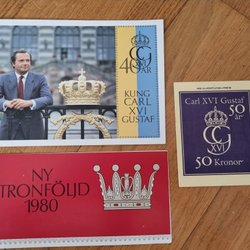 40
ÅR
KUNG
CARL
XVI
GUSTAF
Carl XVI Gustaf
50
år
50 Kronor
NY
TRONFÖLJD
1980